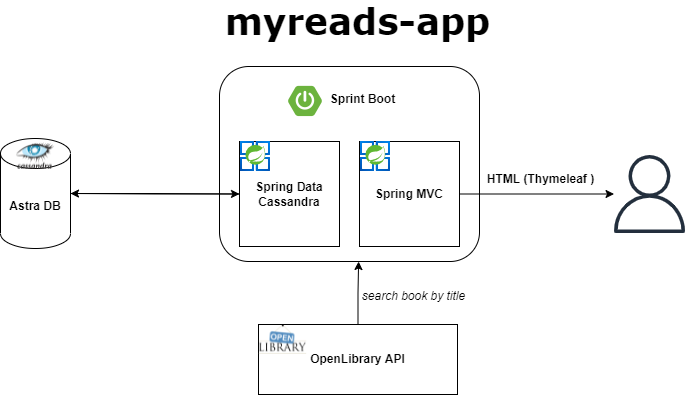 myreads-app
Sprint Boot
cassandra
Astra DB
Spring Data
Cassandra
Spring MVC
HTML (Thymeleaf )
search book by title
OPEN
LIBRARY
OpenLibrary API